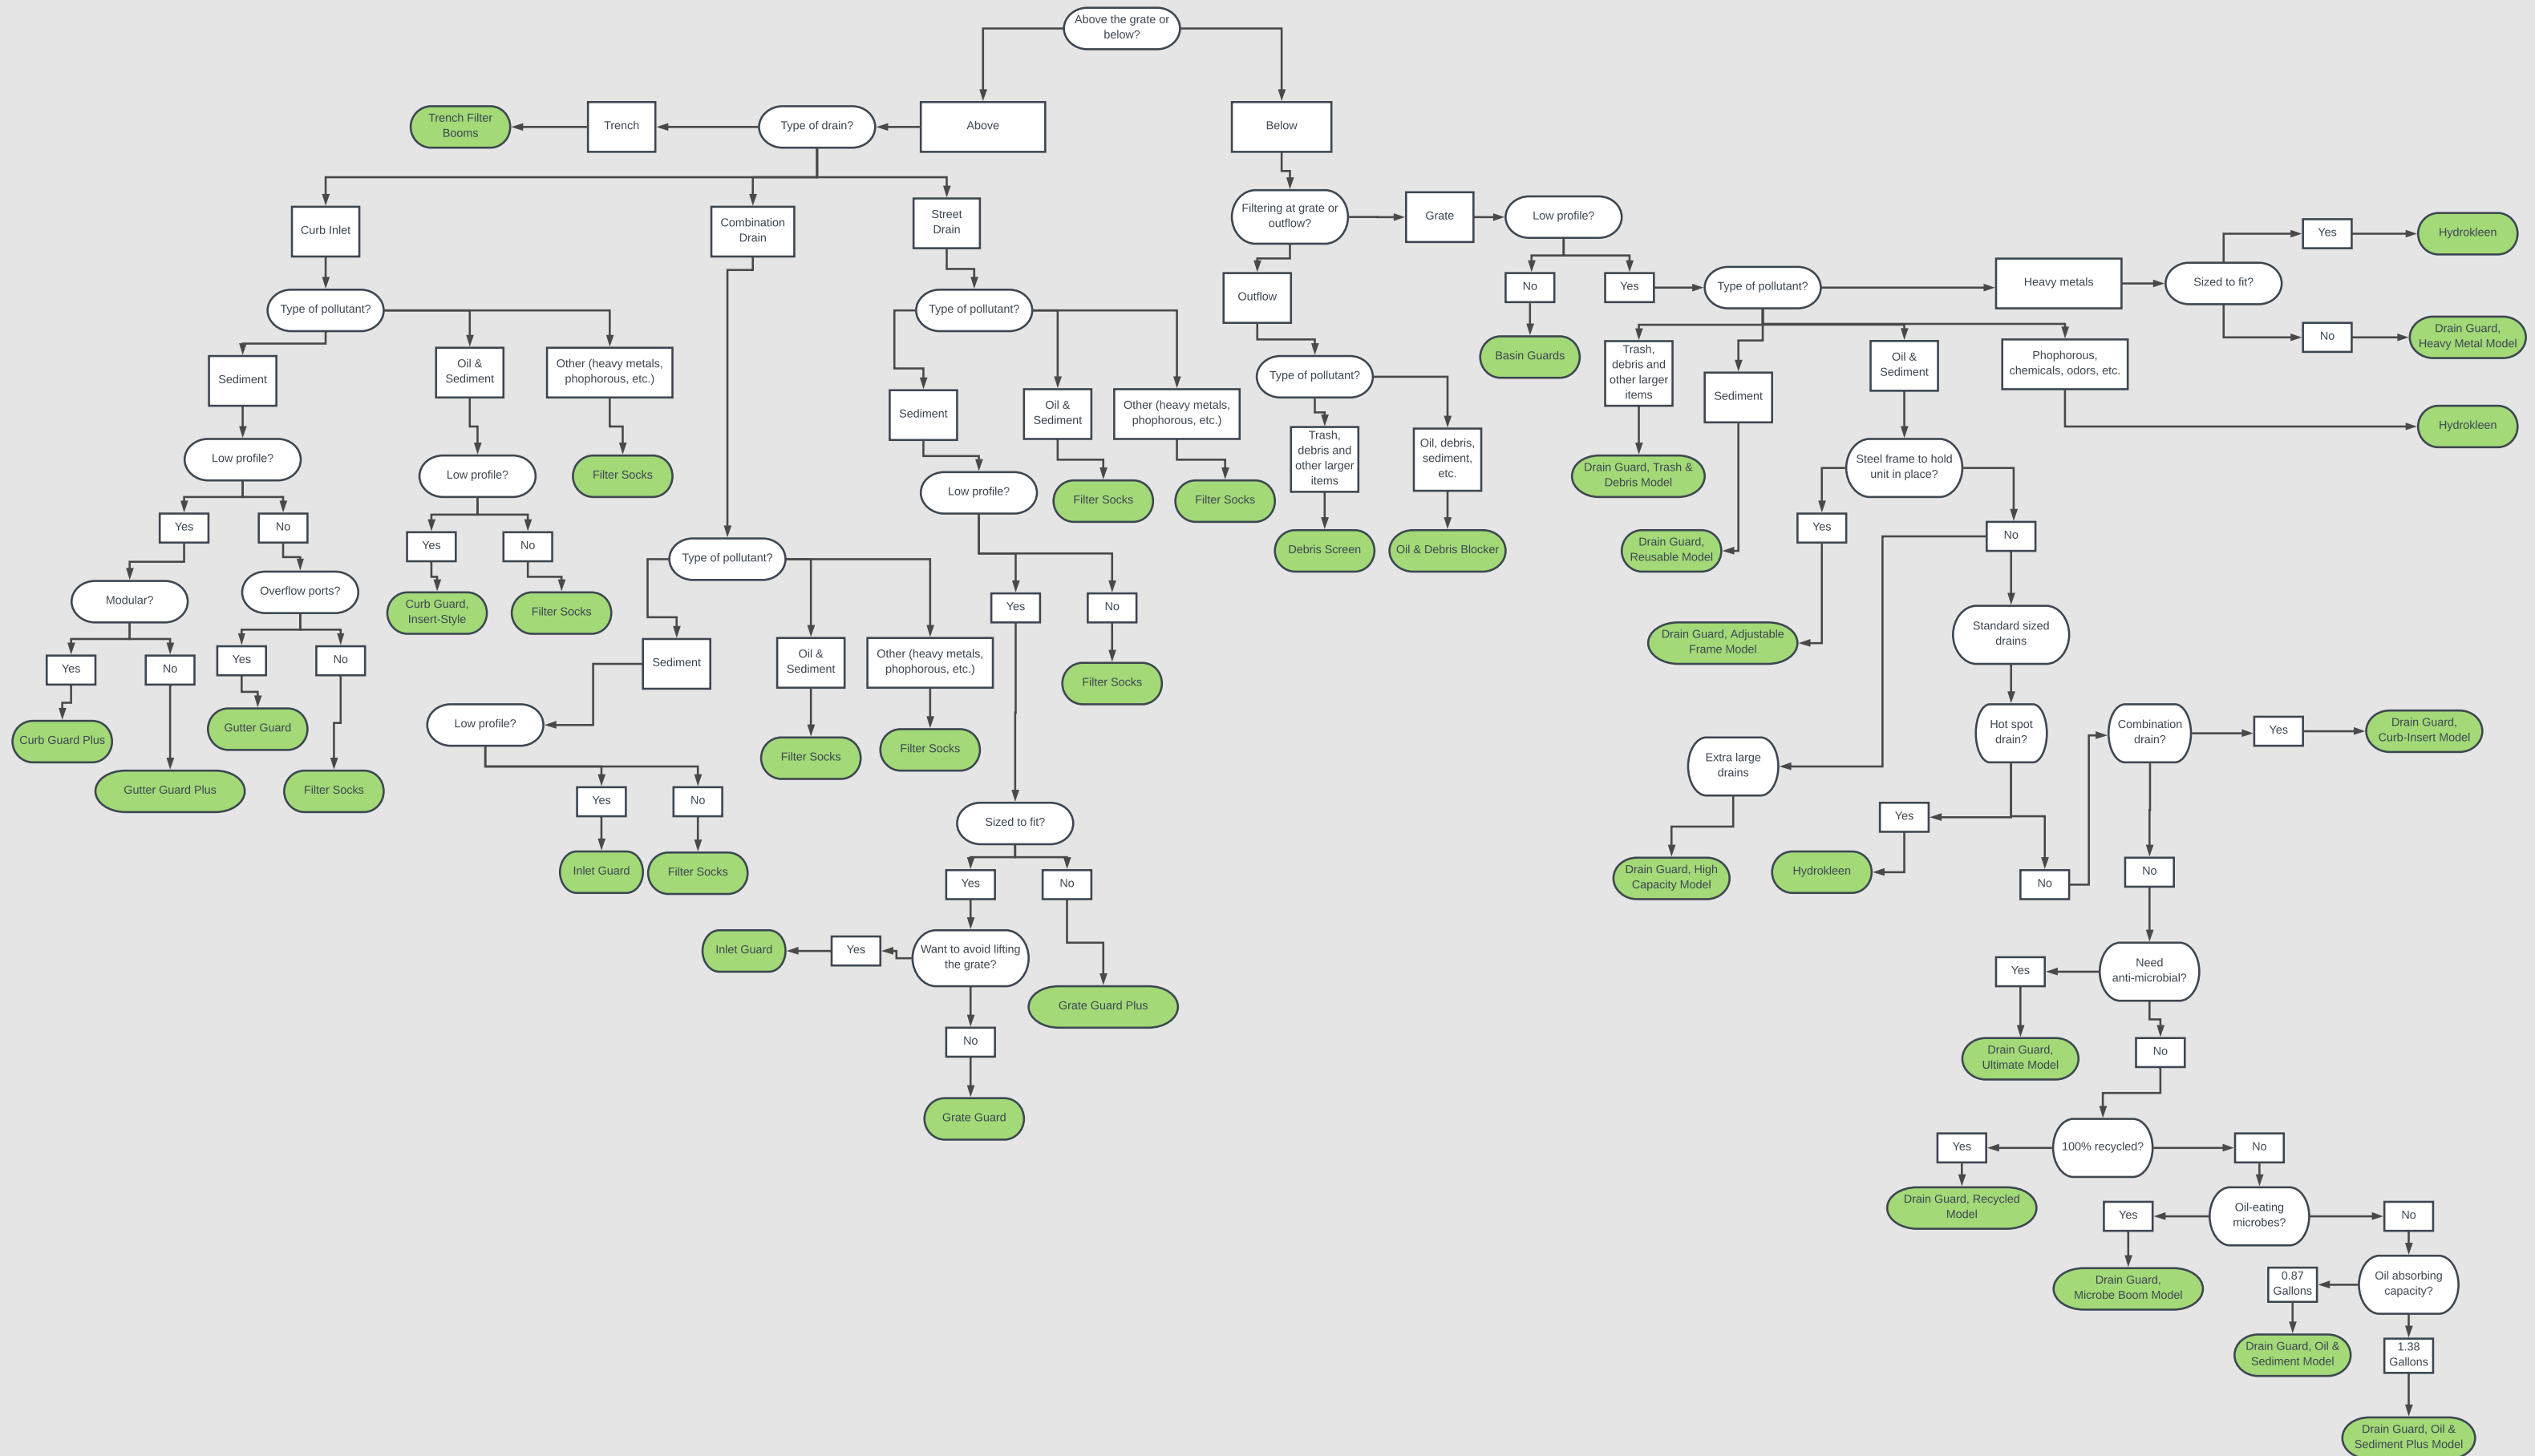 Above the grate or
below?
Trench Filter
Booms
Trench
Type of drain?
Above
Below
Curb Inlet
Combination
Drain
Street
Drain
Filtering at grate or
outflow?
Grate
Low profile?
Yes
Hydrokleen
Type of pollutant?
Type of pollutant?
Outflow
No
Yes
Type of pollutant?
Heavy metals
Sized to fit?
No
Drain Guard,
Heavy Metal Model
Sediment
Oil &
Sediment
Other (heavy metals,
phophorous, etc.)
Sediment
Oil &
Sediment
Other (heavy metals,
phophorous, etc.)
Type of pollutant?
Basin Guards
Trash,
debris and
other larger
items
Sediment
Oil &
Sediment
Phophorous,
chemicals, odors, etc.
Hydrokleen
Low profile?
Low profile?
Filter Socks
Low profile?
Filter Socks
Filter Socks
Trash,
debris and
other larger
items
Oil, debris,
sediment,
etc.
Drain Guard, Trash &
Debris Model
Steel frame to hold
unit in place?
Yes
No
Yes
No
Type of pollutant?
Debris Screen
Oil & Debris Blocker
Drain Guard,
Reusable Model
Yes
No
Modular?
Overflow ports?
Curb Guard,
Insert-Style
Filter Socks
Yes
No
Drain Guard, Adjustable
Frame Model
Standard sized
drains
Yes
No
Yes
No
Sediment
Oil &
Sediment
Other (heavy metals,
phophorous, etc.)
Filter Socks
Curb Guard Plus
Gutter Guard
Low profile?
Filter Socks
Filter Socks
Extra large
drains
Hot spot
drain?
Combination
drain?
Yes
Drain Guard,
Curb-Insert Model
Gutter Guard Plus
Filter Socks
Yes
No
Sized to fit?
Yes
Inlet Guard
Filter Socks
Yes
No
Drain Guard, High
Capacity Model
Hydrokleen
No
No
Inlet Guard
Yes
Want to avoid lifting
the grate?
Grate Guard Plus
Yes
Need
anti-microbial?
No
Drain Guard,
Ultimate Model
No
Grate Guard
Yes
100% recycled?
No
Drain Guard, Recycled
Model
Yes
Oil-eating
microbes?
No
Drain Guard,
Microbe Boom Model
0.87
Gallons
Oil absorbing
capacity?
Drain Guard, Oil &
Sediment Model
1.38
Gallons
Drain Guard, Oil &
Sediment Plus Model